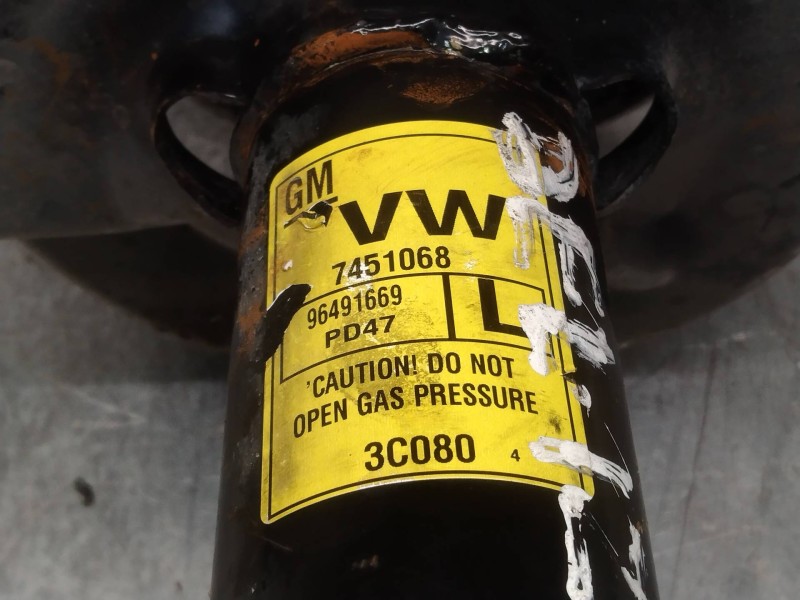 GM
VW
7451068
96491669
PD47
L
'CAUTION! DO NOT
OPEN GAS PRESSURE
3C080 4